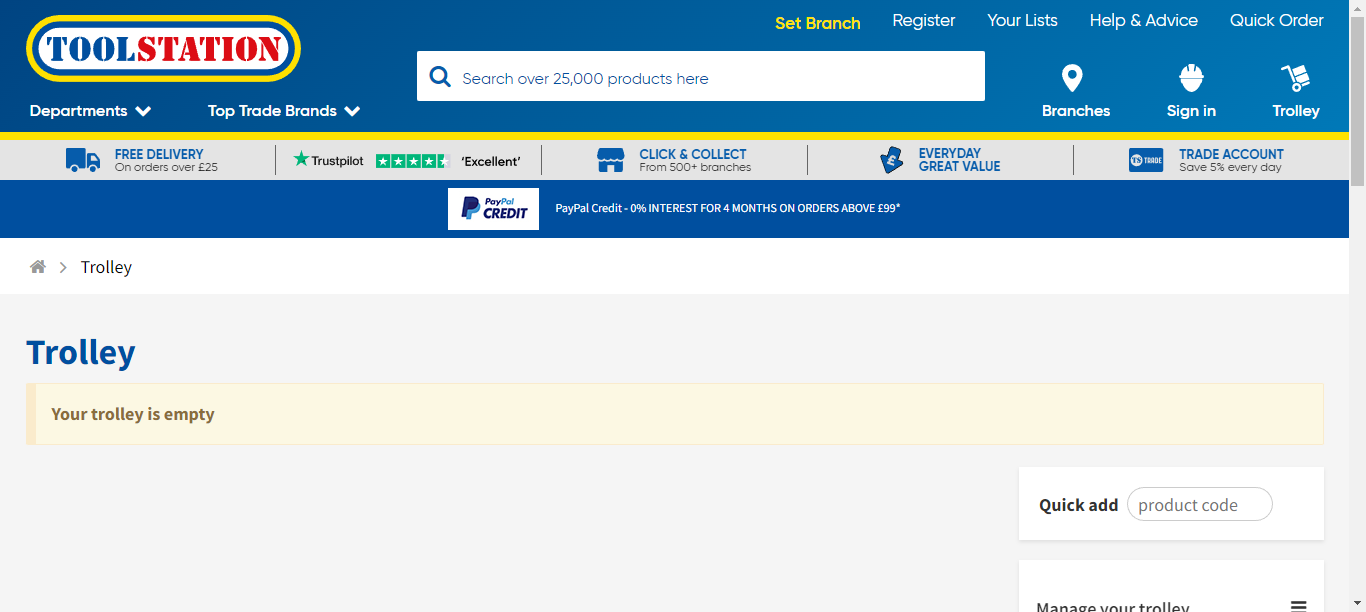 Set Branch
Register
Your Lists
Help & Advice
Quick Order
TOOLSTATION
Search over 25,000 products here
Departments
Top Trade Brands
Branches
Sign in
Trolley
FREE DELIVERY
On orders over £25
Trustpilot
‘Excellent’
CLICK & COLLECT
From 500+ branches
£
EVERYDAY
GREAT VALUE
TS TRADE
TRADE ACCOUNT
Save 5% every day
PayPal
CREDIT
PayPal Credit - 0% INTEREST FOR 4 MONTHS ON ORDERS ABOVE £99*
Trolley
Trolley
Your trolley is empty
Quick add
product code
Manage your trolley